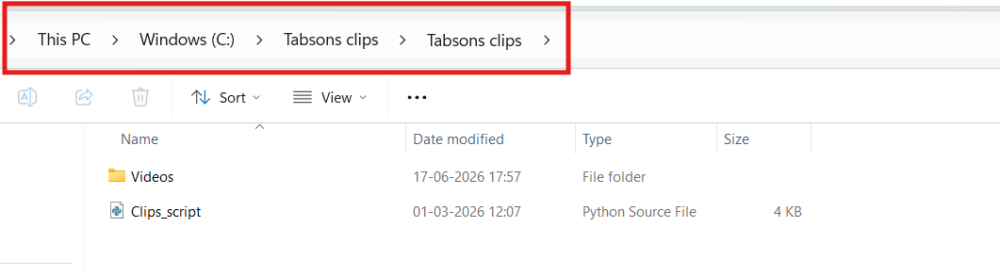 This PC > Windows (C:) > Tabsons clips > Tabsons clips >
Sort View ...
Name Date modified Type Size
Videos 17-06-2026 17:57 File folder
Clips_script 01-03-2026 12:07 Python Source File 4 KB